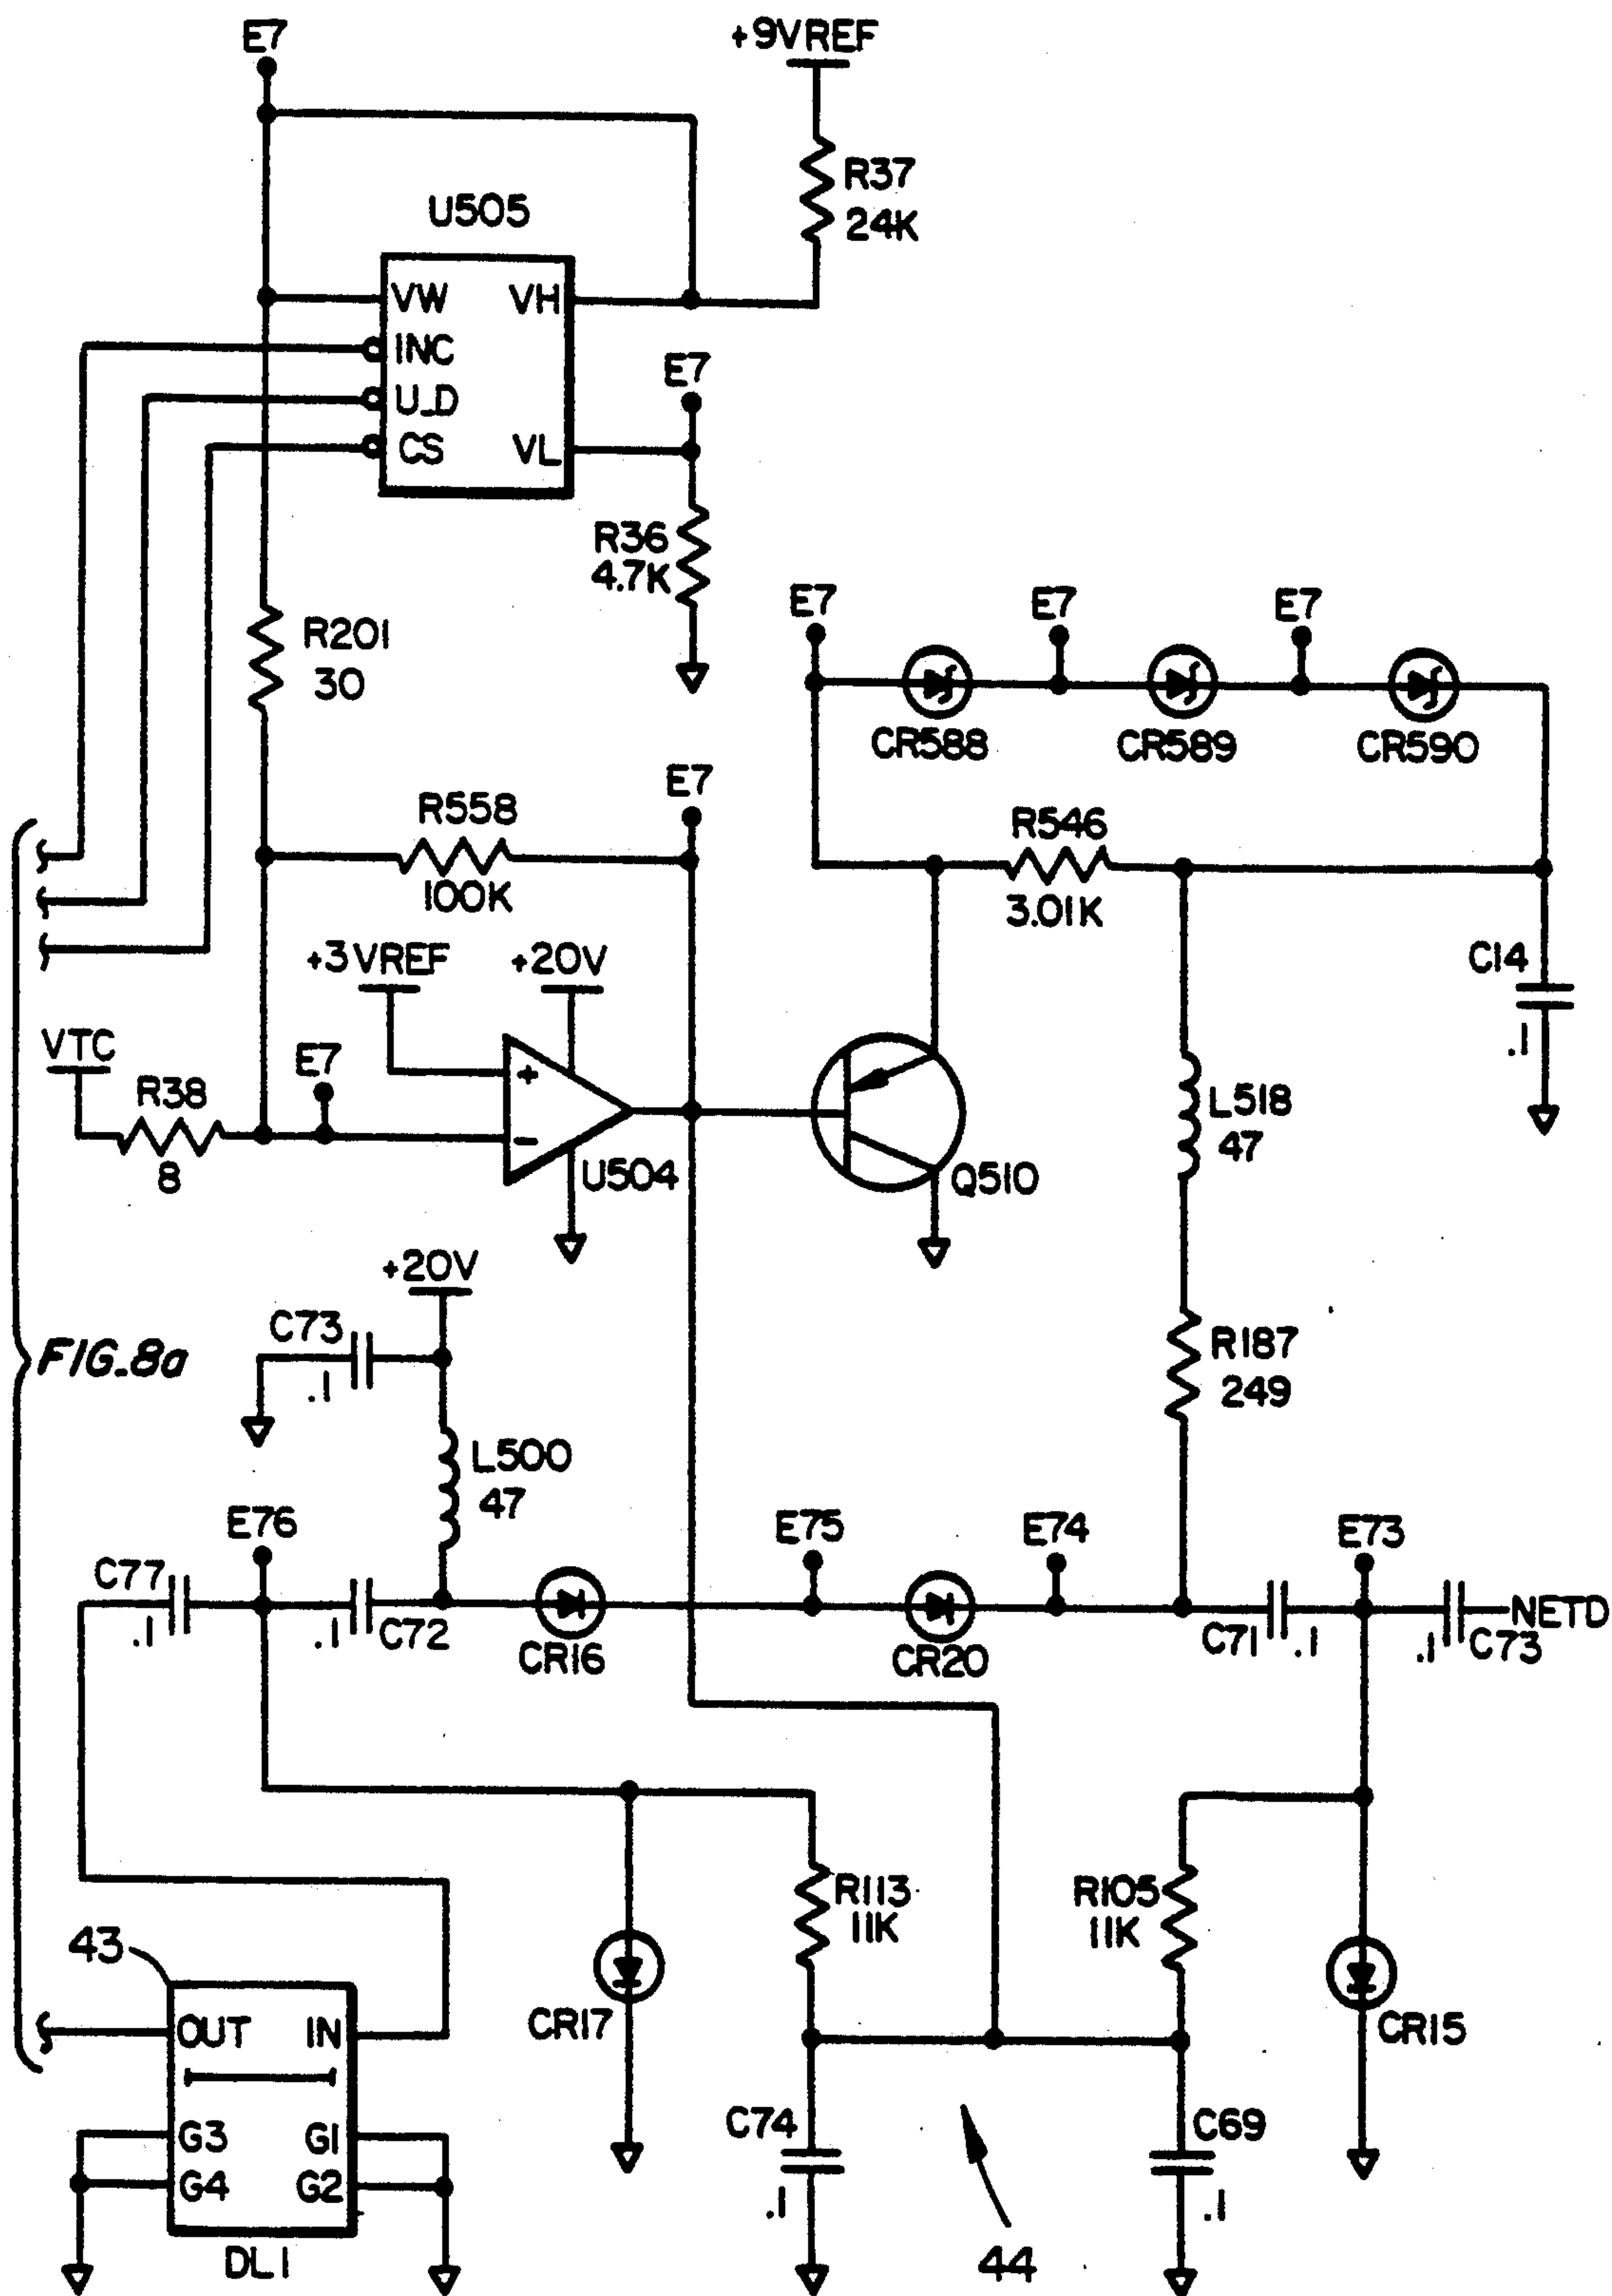 E7
+9VREF
R37
24K
U505
VW
VH
INC
U_D
CS
VL
E7
R36
4.7K
R201
30
E7
E7
E7
CR588
CR589
CR590
E7
R558
100K
R546
3.01K
+3VREF
+20V
C14
.1
VTC
E7
R38
8
+
-
U504
Q510
L518
47
+20V
C73
.1
R187
249
FIG_8a
L500
47
E76
E75
E74
E73
C77
.1
.1
C72
CR16
CR20
C71
.1
.1
C73
NETD
R113
11K
R105
11K
43
OUT
IN
CR17
CR15
G3
G1
G4
G2
C74
.1
C69
.1
DL1
44